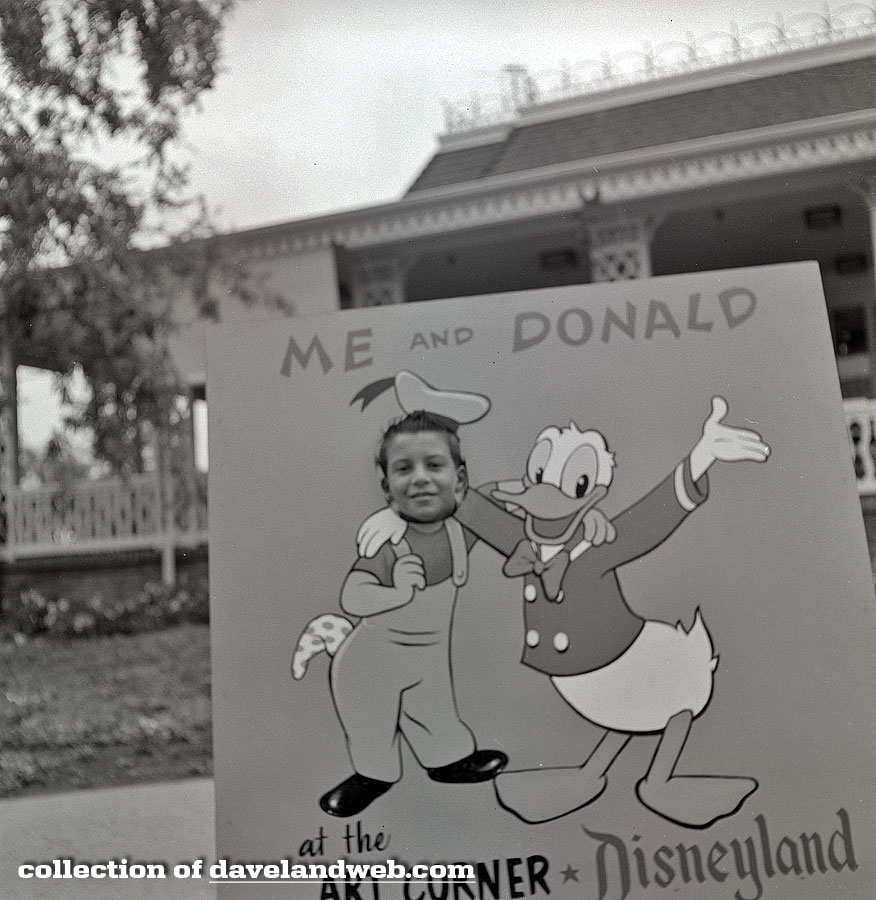 ME AND DONALD
at the
ART CORNER ★ Disneyland
collection of davelandweb.com